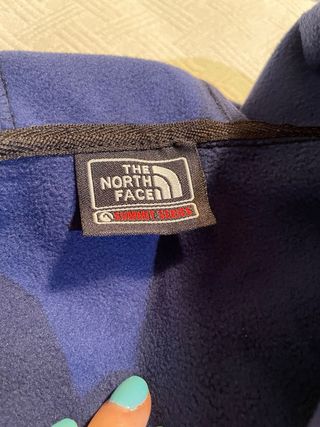 THE
NORTH
FACE
SUMMIT SERIES